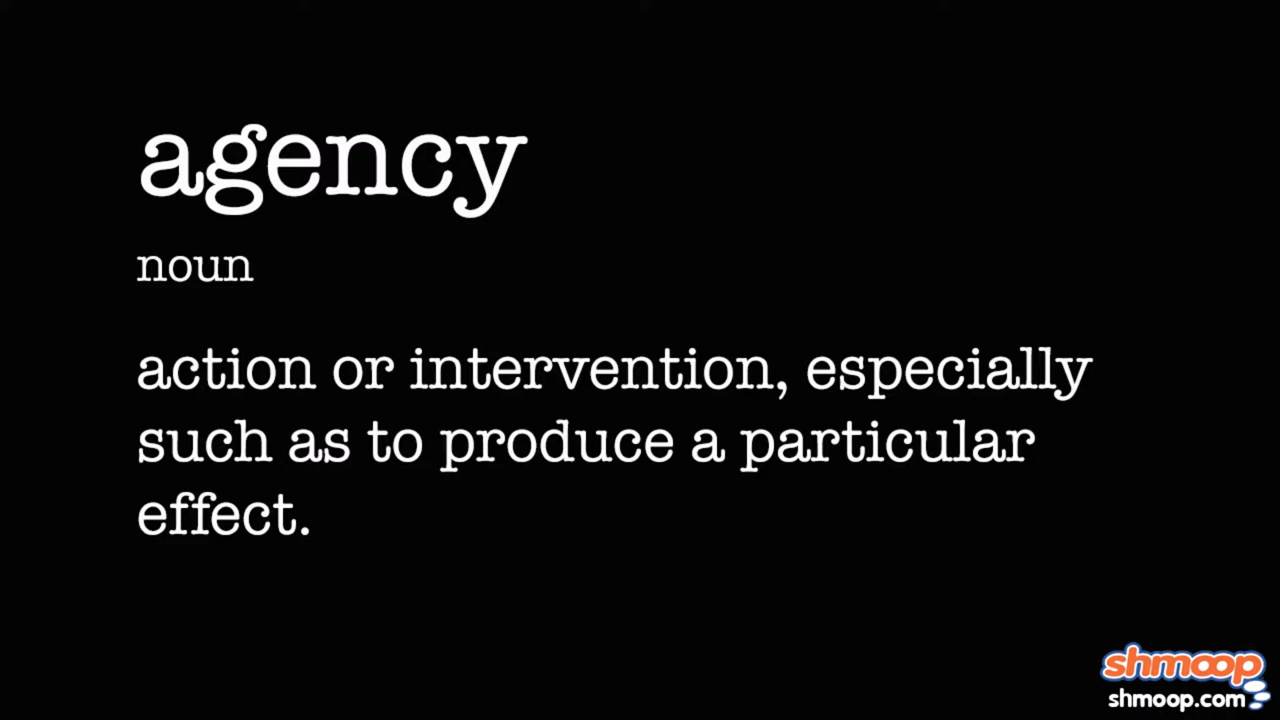 agency
noun
action or intervention, especially
such as to produce a particular
effect.
shmoop
shmoop.com